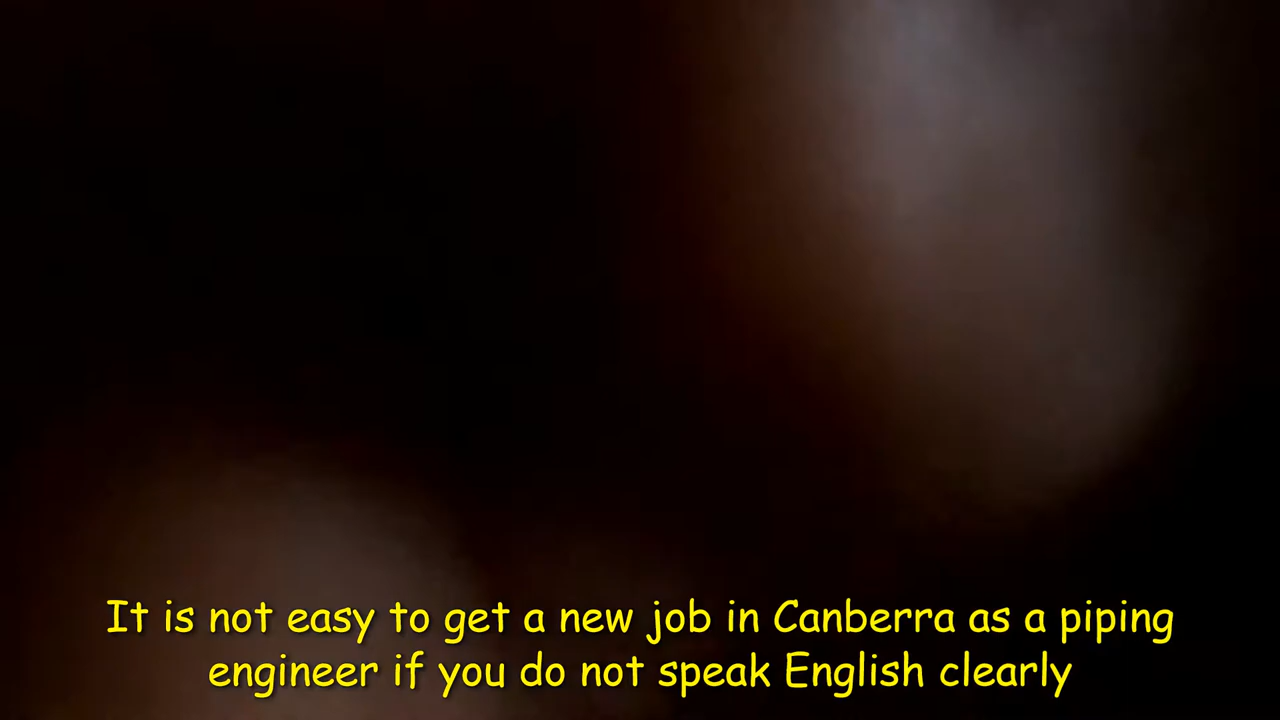 It is not easy to get a new job in Canberra as a piping
engineer if you do not speak English clearly